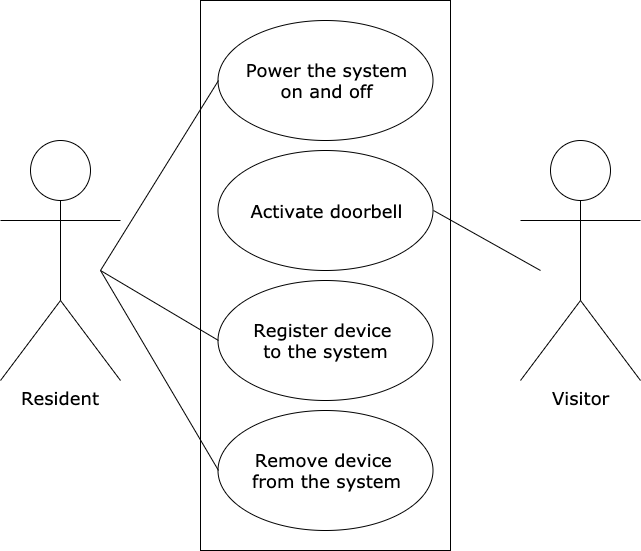 Power the system
on and off
Activate doorbell
Register device
to the system
Remove device
from the system
Resident
Visitor